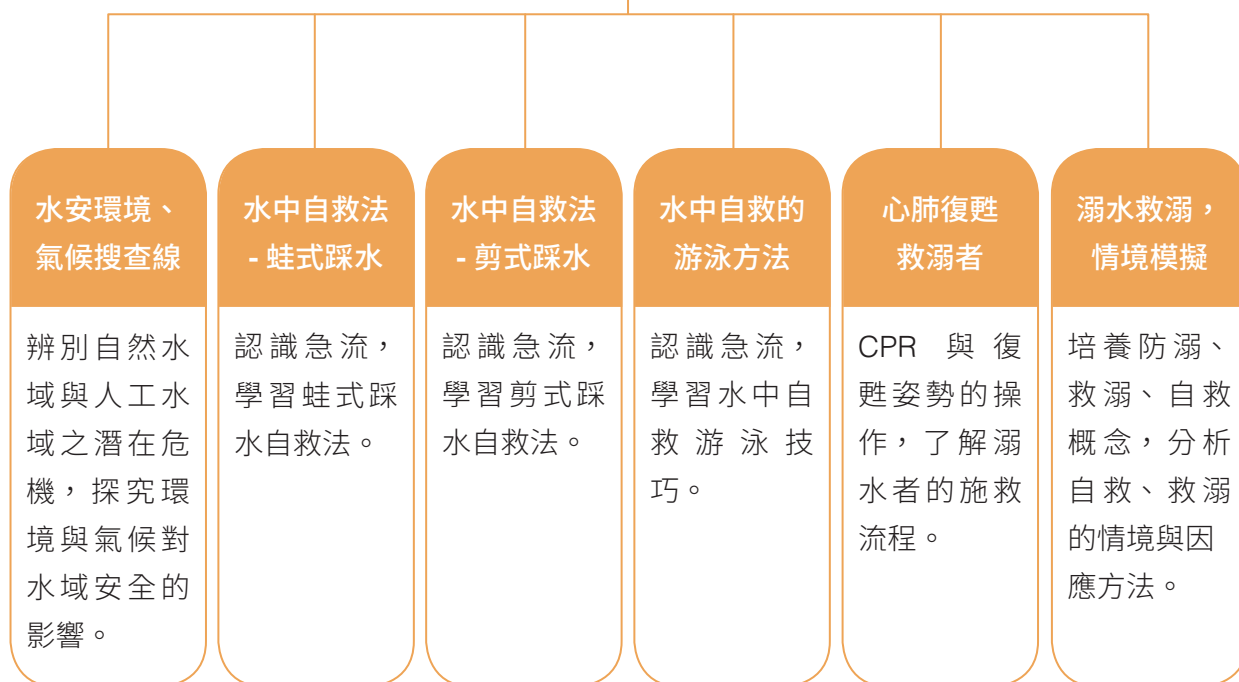 水安環境、
氣候搜查線
辨別自然水
域與人工水
域之潛在危
機，探究環
境與氣候對
水域安全的
影響。
水中自救法
- 蛙式踩水
認識急流，
學習蛙式踩
水自救法。
水中自救法
- 剪式踩水
認識急流，
學習剪式踩
水自救法。
水中自救的
游泳方法
認識急流，
學習水中自
救游泳技
巧。
心肺復甦
救溺者
CPR 與復
甦姿勢的操
作，了解溺
水者的施救
流程。
溺水救溺，
情境模擬
培養防溺、
救溺、自救
概念，分析
自救、救溺
的情境與因
應方法。